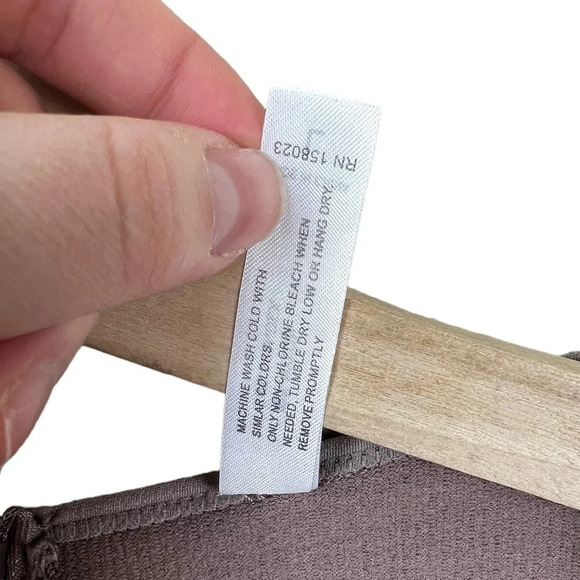 RN 158023
MACHINE WASH COLD WITH
SIMLAR COLORS.
ONLY NON-CHLORINE BLEACH WHEN
NEEDED, TUMBLE DRY LOW OR HANG DRY.
REMOVE PROMPTLY